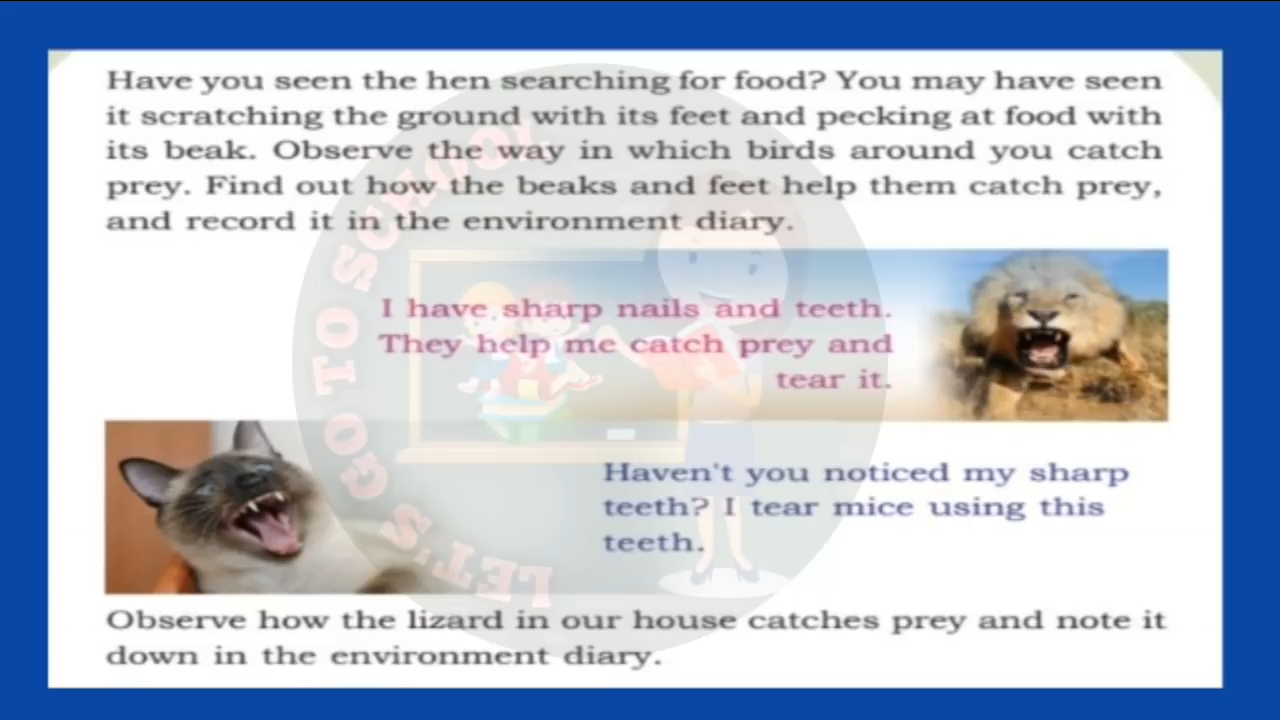 Have you seen the hen searching for food? You may have seen
it scratching the ground with its feet and pecking at food with
its beak. Observe the way in which birds around you catch
prey. Find out how the beaks and feet help them catch prey,
and record it in the environment diary.
I have sharp nails and teeth.
They help me catch prey and
tear it.
Haven't you noticed my sharp
teeth? I tear mice using this
teeth.
Observe how the lizard in our house catches prey and note it
down in the environment diary.
LET'S GO TO SCHOOL!